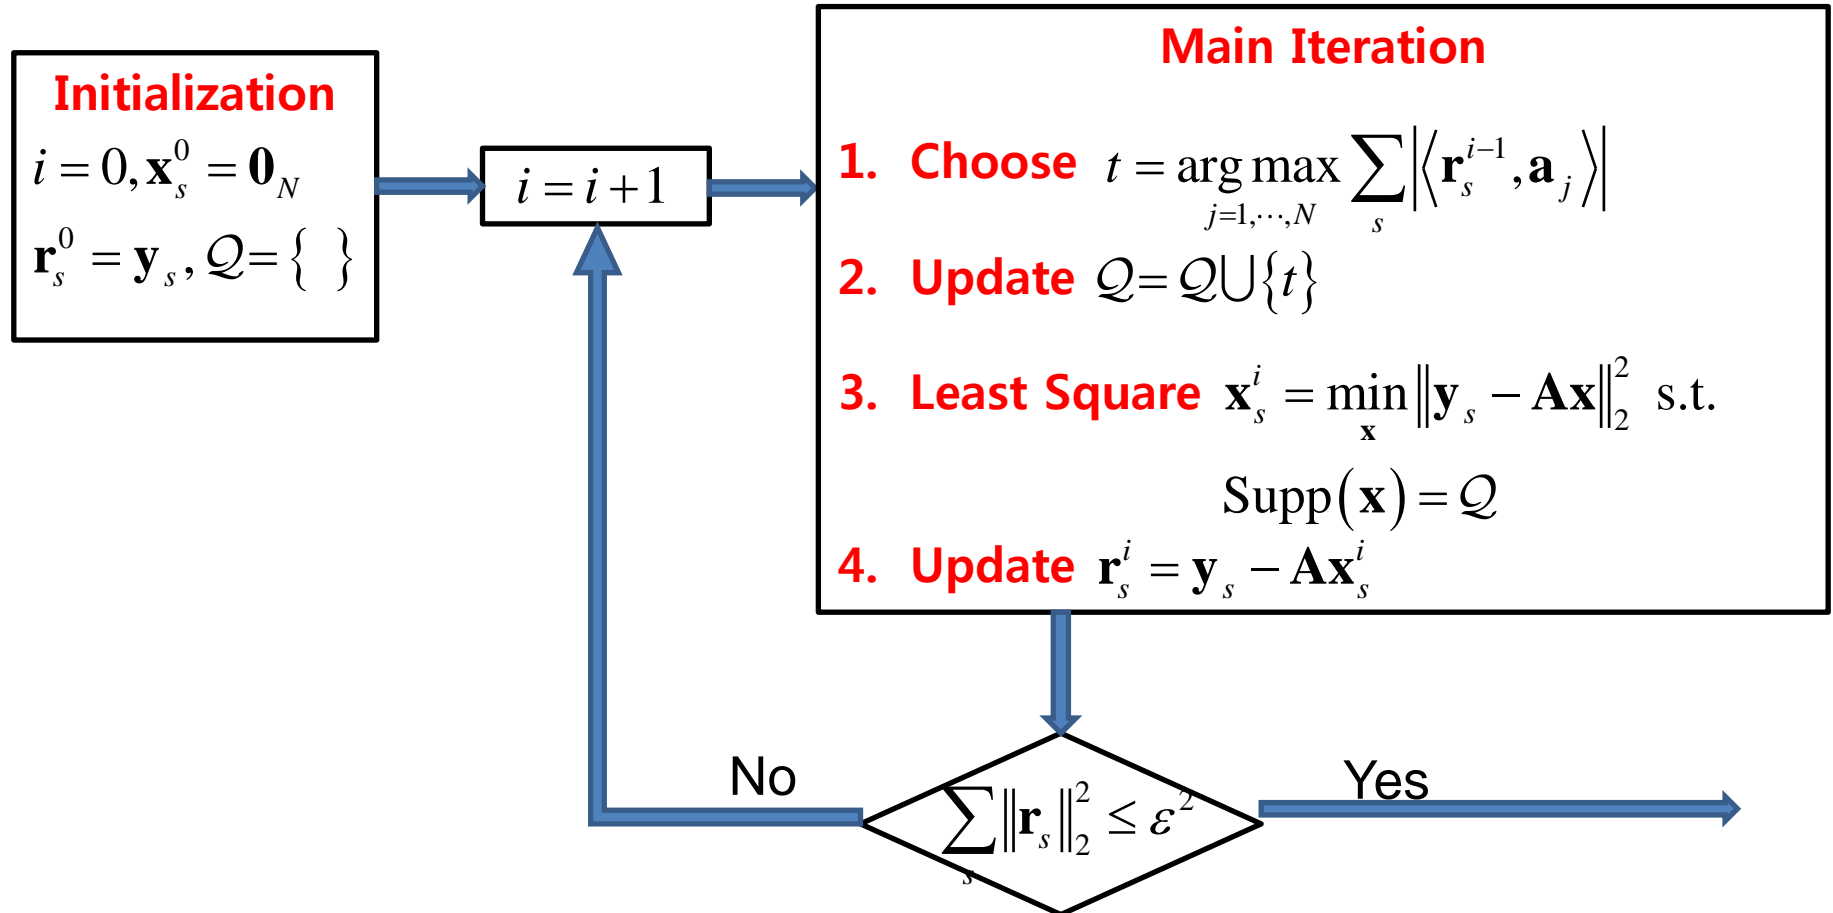 Initialization
i = 0, x_s^0 = 0_N
r_s^0 = y_s, 𝒬 = { }
i = i + 1
Main Iteration
1. Choose t = arg max_{j=1,⋯,N} ∑_s |⟨r_s^{i−1}, a_j⟩|
2. Update 𝒬 = 𝒬 ⋃ {t}
3. Least Square x_s^i = min_x ‖y_s − Ax‖_2^2 s.t.
Supp(x) = 𝒬
4. Update r_s^i = y_s − Ax_s^i
No
∑_s ‖r_s‖_2^2 ≤ ε^2
Yes